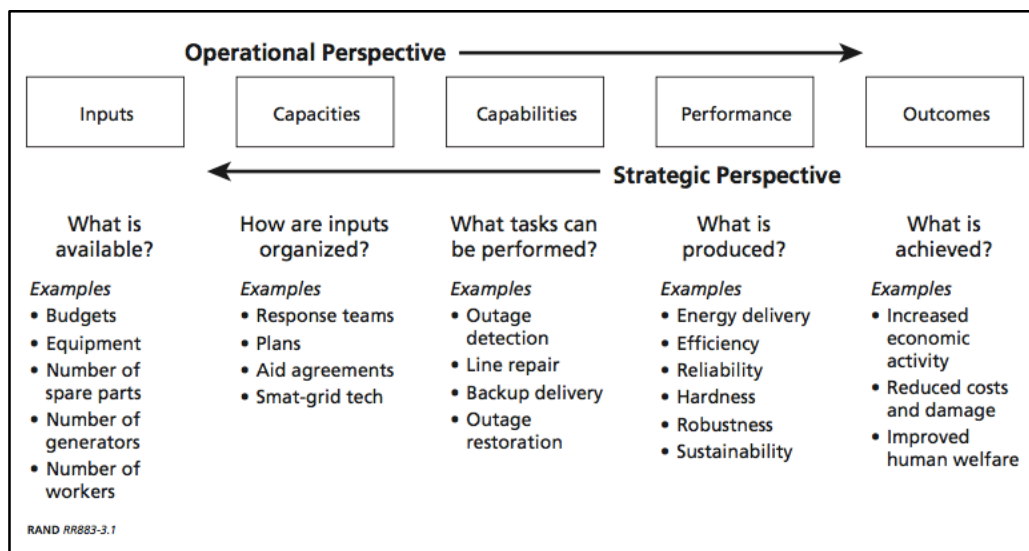 Operational Perspective
Inputs
Capacities
Capabilities
Performance
Outcomes
Strategic Perspective
What is
available?
Examples
• Budgets
• Equipment
• Number of
spare parts
• Number of
generators
• Number of
workers
How are inputs
organized?
Examples
• Response teams
• Plans
• Aid agreements
• Smat-grid tech
What tasks can
be performed?
Examples
• Outage
detection
• Line repair
• Backup delivery
• Outage
restoration
What is
produced?
Examples
• Energy delivery
• Efficiency
• Reliability
• Hardness
• Robustness
• Sustainability
What is
achieved?
Examples
• Increased
economic
activity
• Reduced costs
and damage
• Improved
human welfare
RAND RR883-3.1